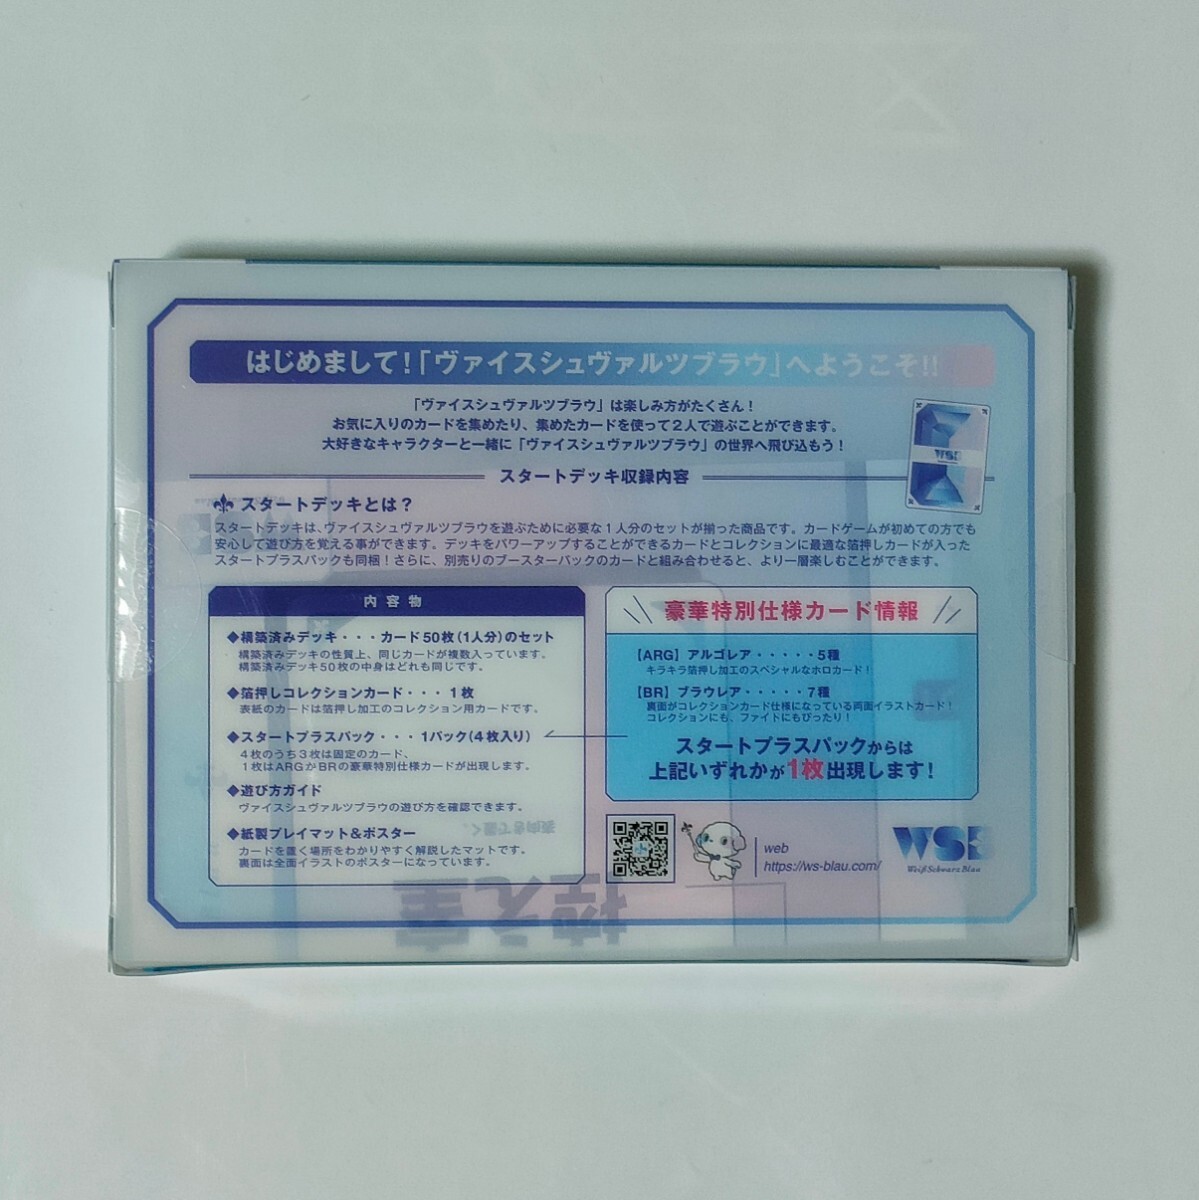 はじめまして!「ヴァイスシュヴァルツブラウ」へようこそ!!
「ヴァイスシュヴァルツブラウ」は楽しみ方がたくさん!
お気に入りのカードを集めたり、集めたカードを使って2人で遊ぶことができます。
大好きなキャラクターと一緒に「ヴァイスシュヴァルツブラウ」の世界へ飛び込もう!
スタートデッキ収録内容
スタートデッキとは?
スタートデッキは、ヴァイスシュヴァルツブラウを遊ぶために必要な1人分のセットが揃った商品です。カードゲームが初めての方でも
安心して遊び方を覚える事ができます。デッキをパワーアップすることができるカードとコレクションに最適な箔押しカードが入った
スタートプラスパックも同梱!さらに、別売りのブースターパックのカードと組み合わせると、より一層楽しむことができます。
内容物
◆構築済みデッキ・・・カード50枚(1人分)のセット
構築済みデッキの性質上、同じカードが複数入っています。
構築済みデッキ50枚の中身はどれも同じです。
◆箔押しコレクションカード・・・1枚
表紙のカードは箔押し加工のコレクション用カードです。
◆スタートプラスパック・・・1パック(4枚入り)
4枚のうち3枚は固定のカード、
1枚はARGかBRの豪華特別仕様カードが出現します。
◆遊び方ガイド
ヴァイスシュヴァルツブラウの遊び方を確認できます。
◆紙製プレイマット&ポスター
カードを置く場所をわかりやすく解説したマットです。
裏面は全面イラストのポスターになっています。
豪華特別仕様カード情報
【ARG】アルゴレア・・・・・5種
キラキラ箔押し加工のスペシャルなホロカード!
【BR】ブラウレア・・・・・7種
裏面がコレクションカード仕様になっている両面イラストカード!
コレクションにも、ファイトにもぴったり!
スタートプラスパックからは
上記いずれかが1枚出現します!
web
https://ws-blau.com/
WSB
Weiß Schwarz Blau
WSB
控え室